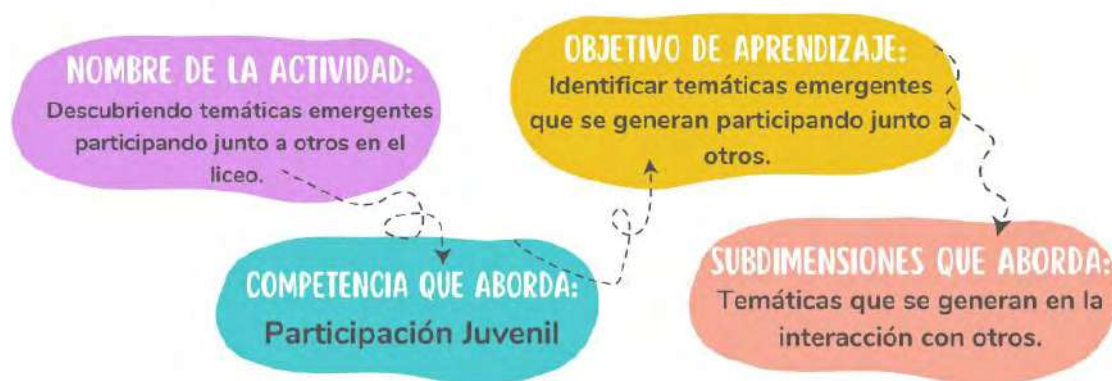 NOMBRE DE LA ACTIVIDAD:
Descubriendo temáticas emergentes
participando junto a otros en el
liceo.
COMPETENCIA QUE ABORDA:
Participación Juvenil
OBJETIVO DE APRENDIZAJE:
Identificar temáticas emergentes
que se generan participando junto a
otros.
SUBDIMENSIONES QUE ABORDA:
Temáticas que se generan en la
interacción con otros.